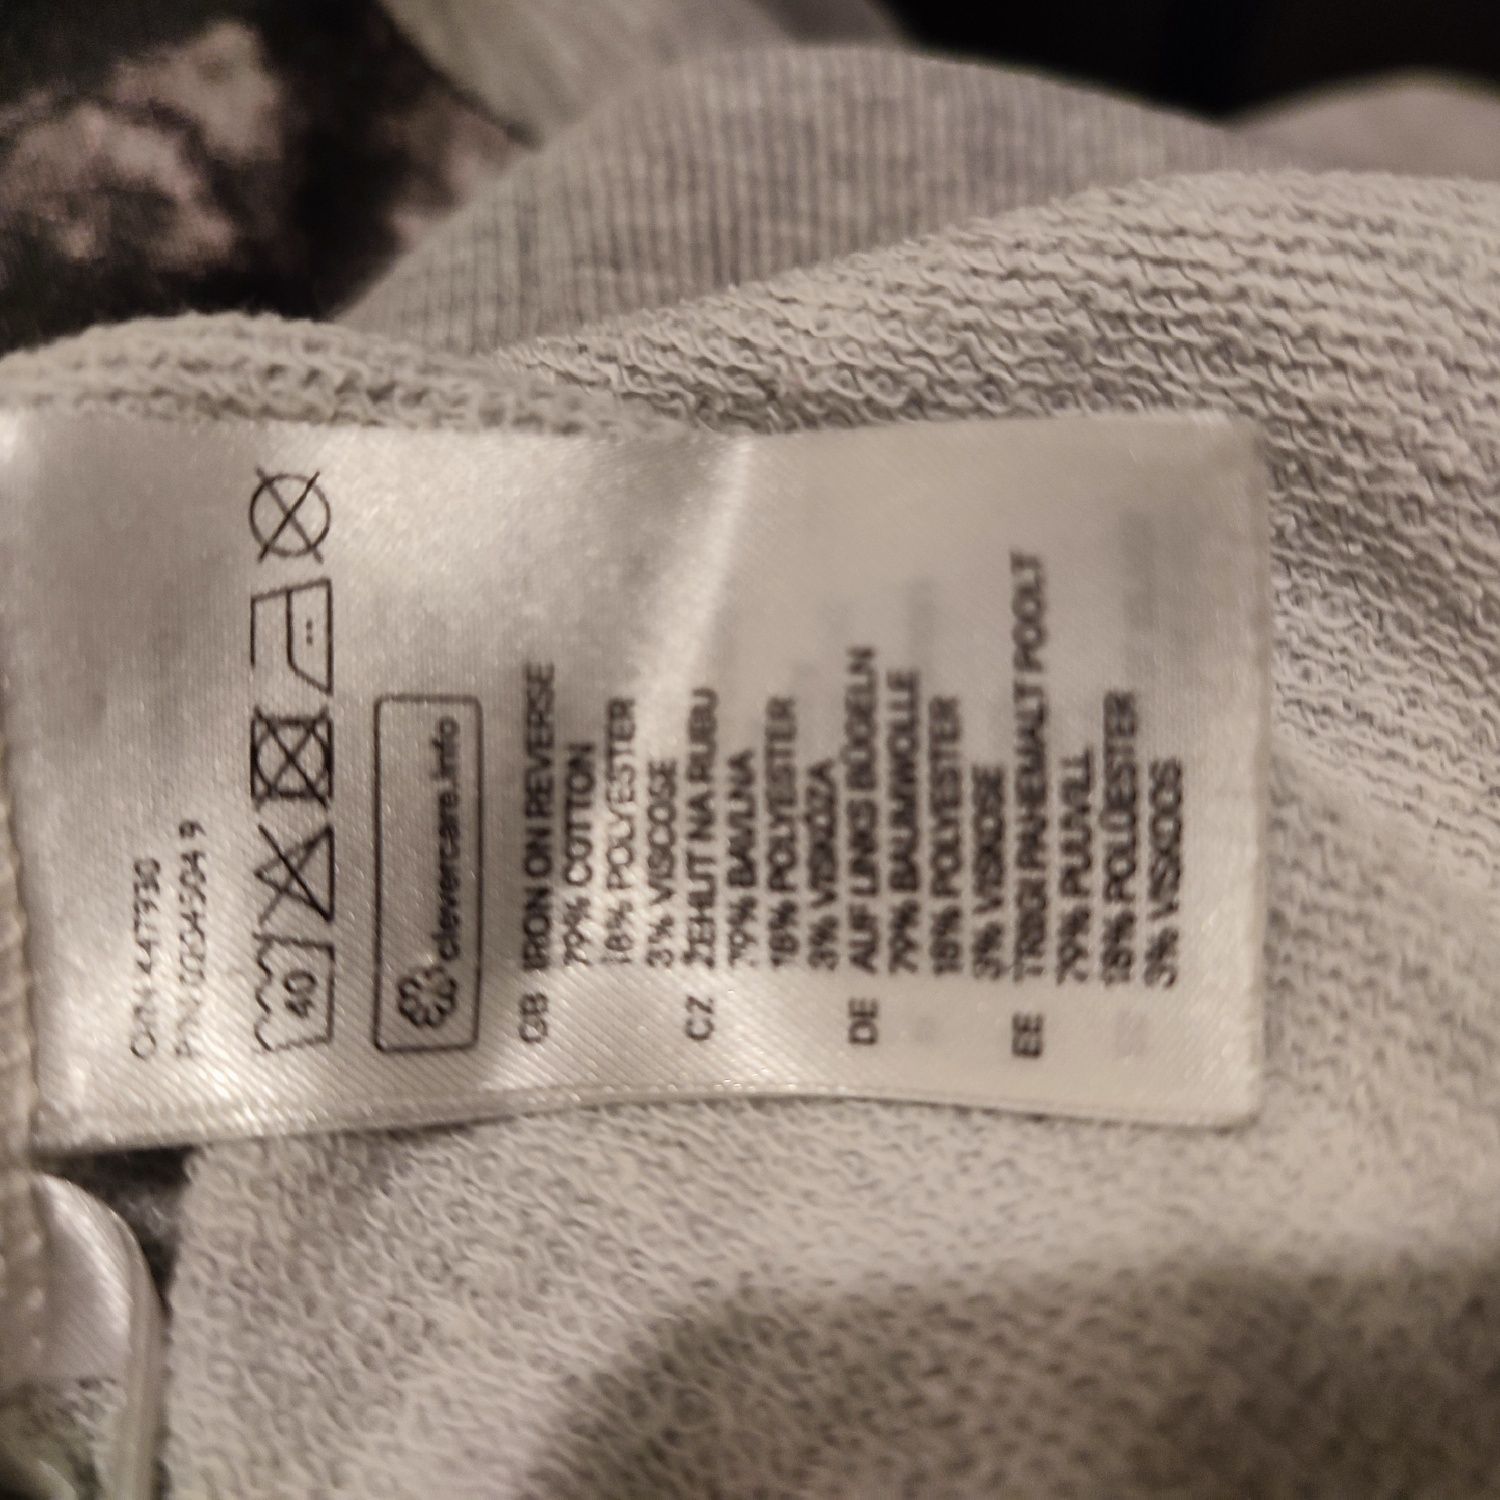 40
clevercare.info
GB IRON ON REVERSE
79% COTTON
18% POLYESTER
3% VISCOSE
CZ ŽEHLIT NA RUBU
79% BAVLNA
18% POLYESTER
3% VISKÓZA
DE AUF LINKS BÜGELN
79% BAUMWOLLE
18% POLYESTER
3% VISKOSE
EE TRIIGI PAHEMALT POOLT
79% PUUVILL
18% POLÜESTER
3% VISKOOS